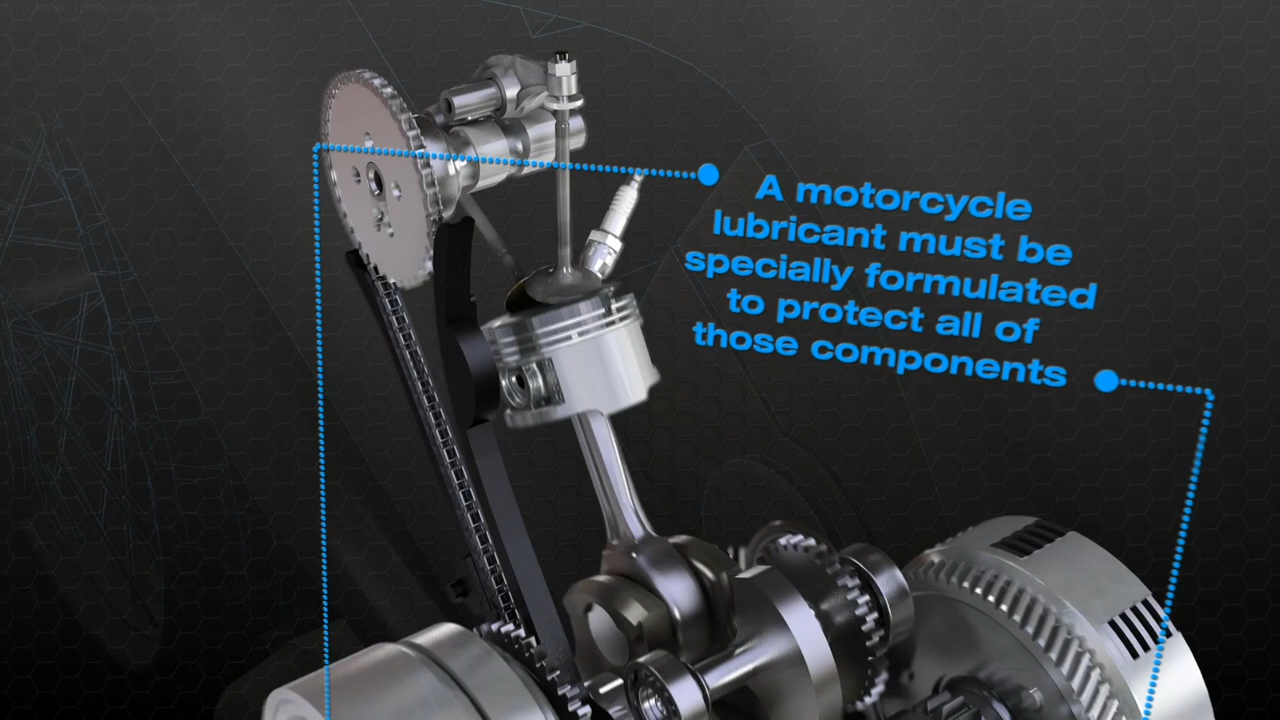 A motorcycle
lubricant must be
specially formulated
to protect all of
those components